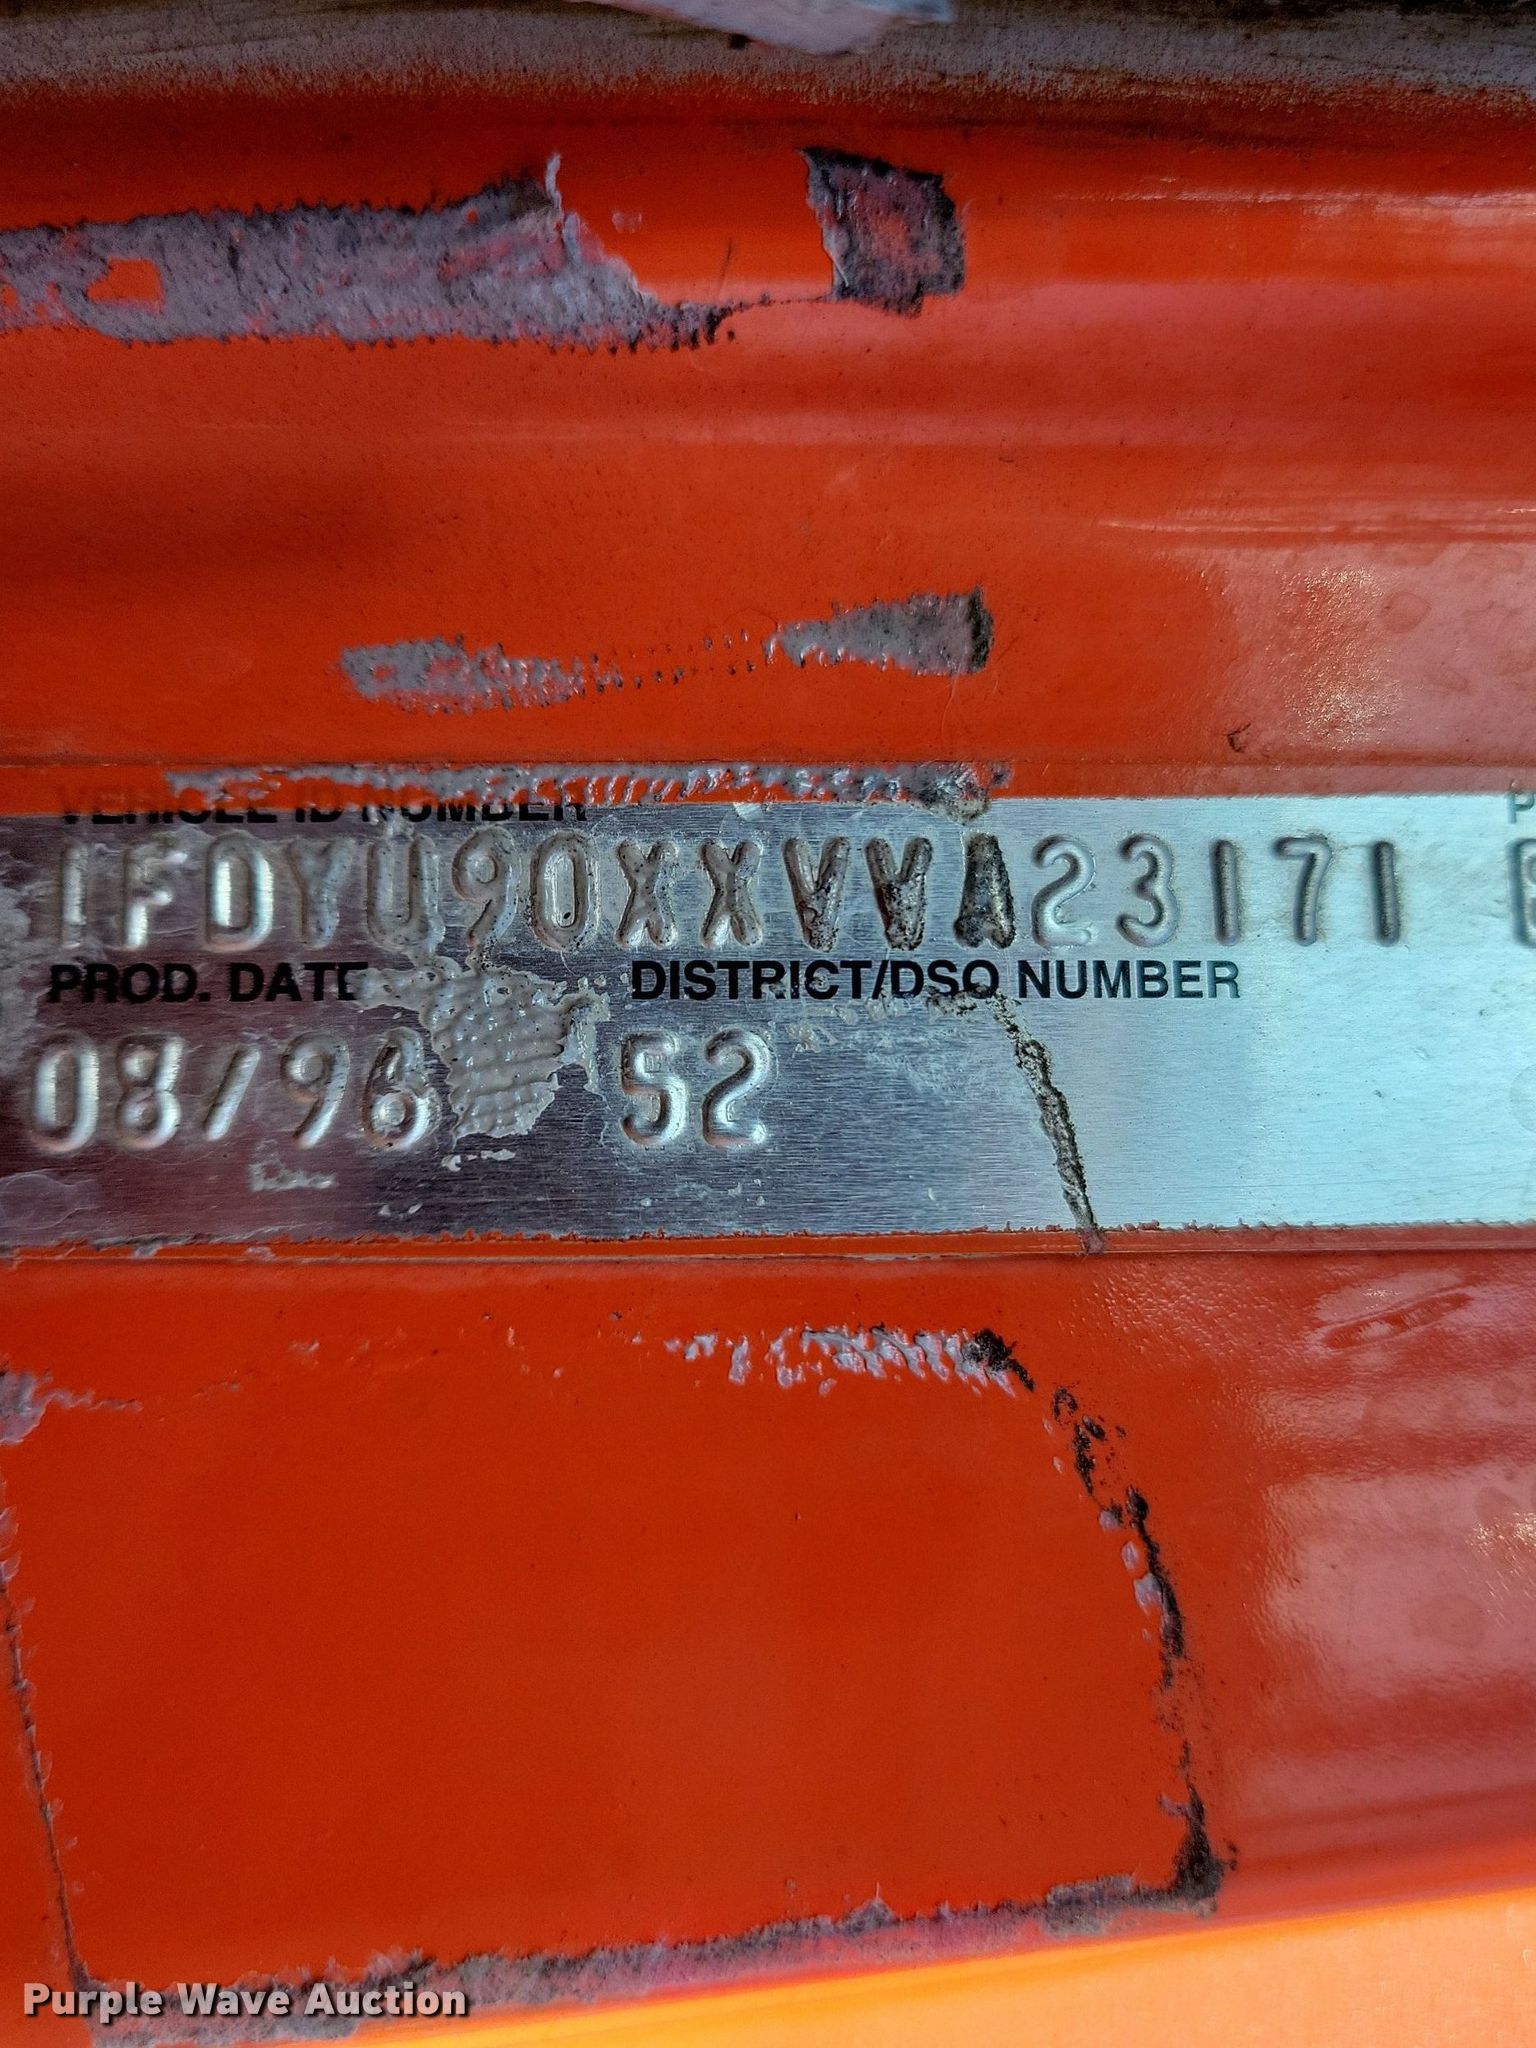 VEHICLE ID NUMBER
1FDYU90XXVVA23171
PROD. DATE DISTRICT/DSO NUMBER
08/96 52
Purple Wave Auction